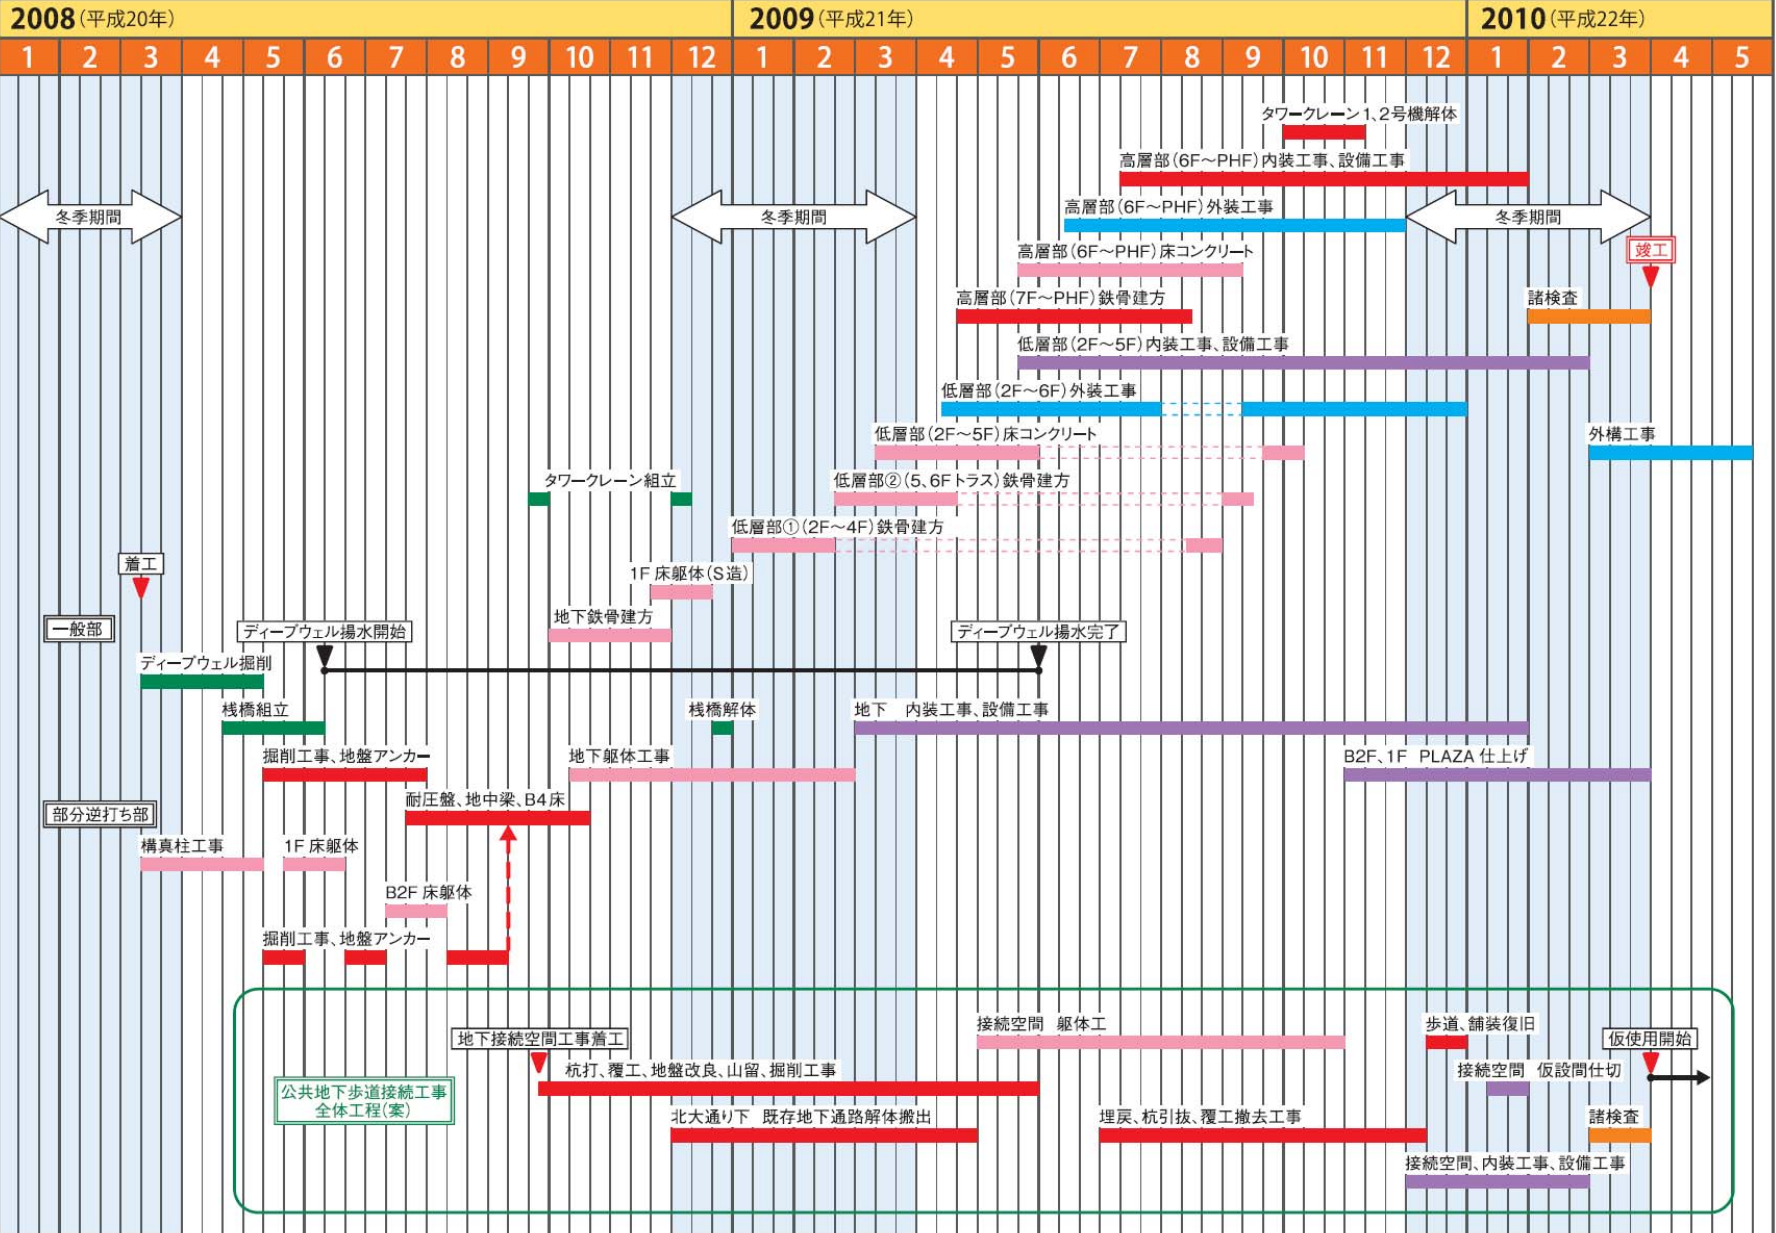 2008(平成20年)
2009(平成21年)
2010(平成22年)
1 2 3 4 5 6 7 8 9 10 11 12 1 2 3 4 5 6 7 8 9 10 11 12 1 2 3 4 5
タワークレーン1、2号機解体
高層部(6F〜PHF)内装工事、設備工事
冬季期間
冬季期間
冬季期間
高層部(6F〜PHF)外装工事
高層部(6F〜PHF)床コンクリート
竣工
高層部(7F〜PHF)鉄骨建方
諸検査
低層部(2F〜5F)内装工事、設備工事
低層部(2F〜6F)外装工事
低層部(2F〜5F)床コンクリート
外構工事
タワークレーン組立
低層部②(5、6Fトラス)鉄骨建方
低層部①(2F〜4F)鉄骨建方
着工
1F 床躯体(S造)
一般部
地下鉄骨建方
ディープウェル揚水開始
ディープウェル揚水完了
ディープウェル掘削
桟橋組立
桟橋解体
地下 内装工事、設備工事
掘削工事、地盤アンカー
地下躯体工事
B2F、1F PLAZA 仕上げ
部分逆打ち部
耐圧盤、地中梁、B4床
構真柱工事
1F 床躯体
B2F 床躯体
掘削工事、地盤アンカー
地下接続空間工事着工
接続空間 躯体工
歩道、舗装復旧
仮使用開始
公共地下歩道接続工事
全体工程(案)
杭打、覆工、地盤改良、山留、掘削工事
接続空間 仮設間仕切
北大通り下 既存地下通路解体搬出
埋戻、杭引抜、覆工撤去工事
諸検査
接続空間、内装工事、設備工事